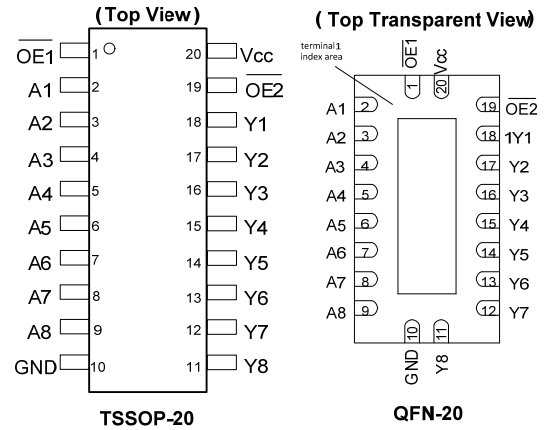 (Top View)
OE1 1 20 Vcc
A1 2 19 OE2
A2 3 18 Y1
A3 4 17 Y2
A4 5 16 Y3
A5 6 15 Y4
A6 7 14 Y5
A7 8 13 Y6
A8 9 12 Y7
GND 10 11 Y8
TSSOP-20
(Top Transparent View)
terminal1
index area
OE1 Vcc
1 20
A1 2 19 OE2
A2 3 18 1Y1
A3 4 17 Y2
A4 5 16 Y3
A5 6 15 Y4
A6 7 14 Y5
A7 8 13 Y6
A8 9 12 Y7
10 11
GND Y8
QFN-20